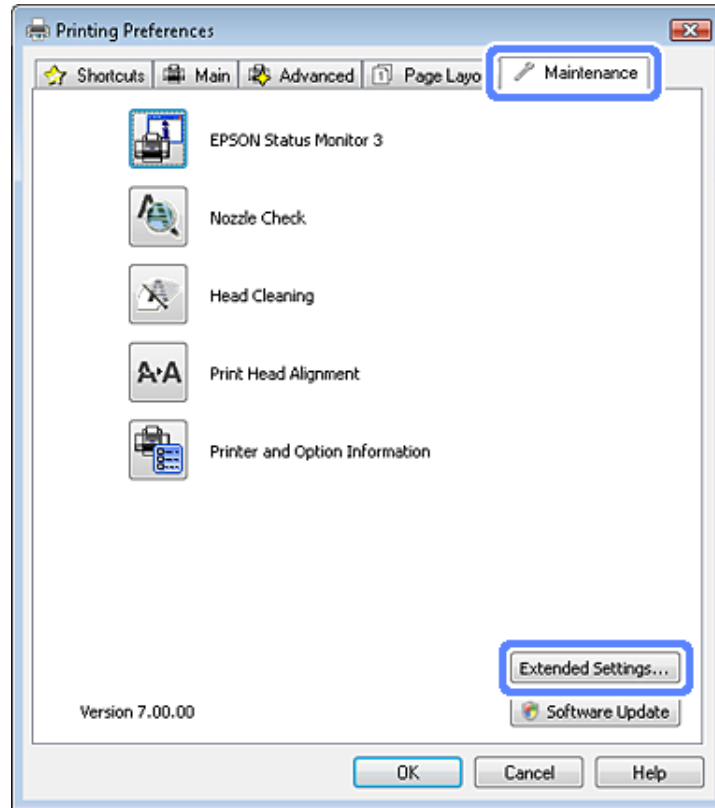 Printing Preferences
Shortcuts Main Advanced Page Layo Maintenance
EPSON Status Monitor 3
Nozzle Check
Head Cleaning
A A Print Head Alignment
Printer and Option Information
Extended Settings...
Version 7.00.00 Software Update
OK Cancel Help